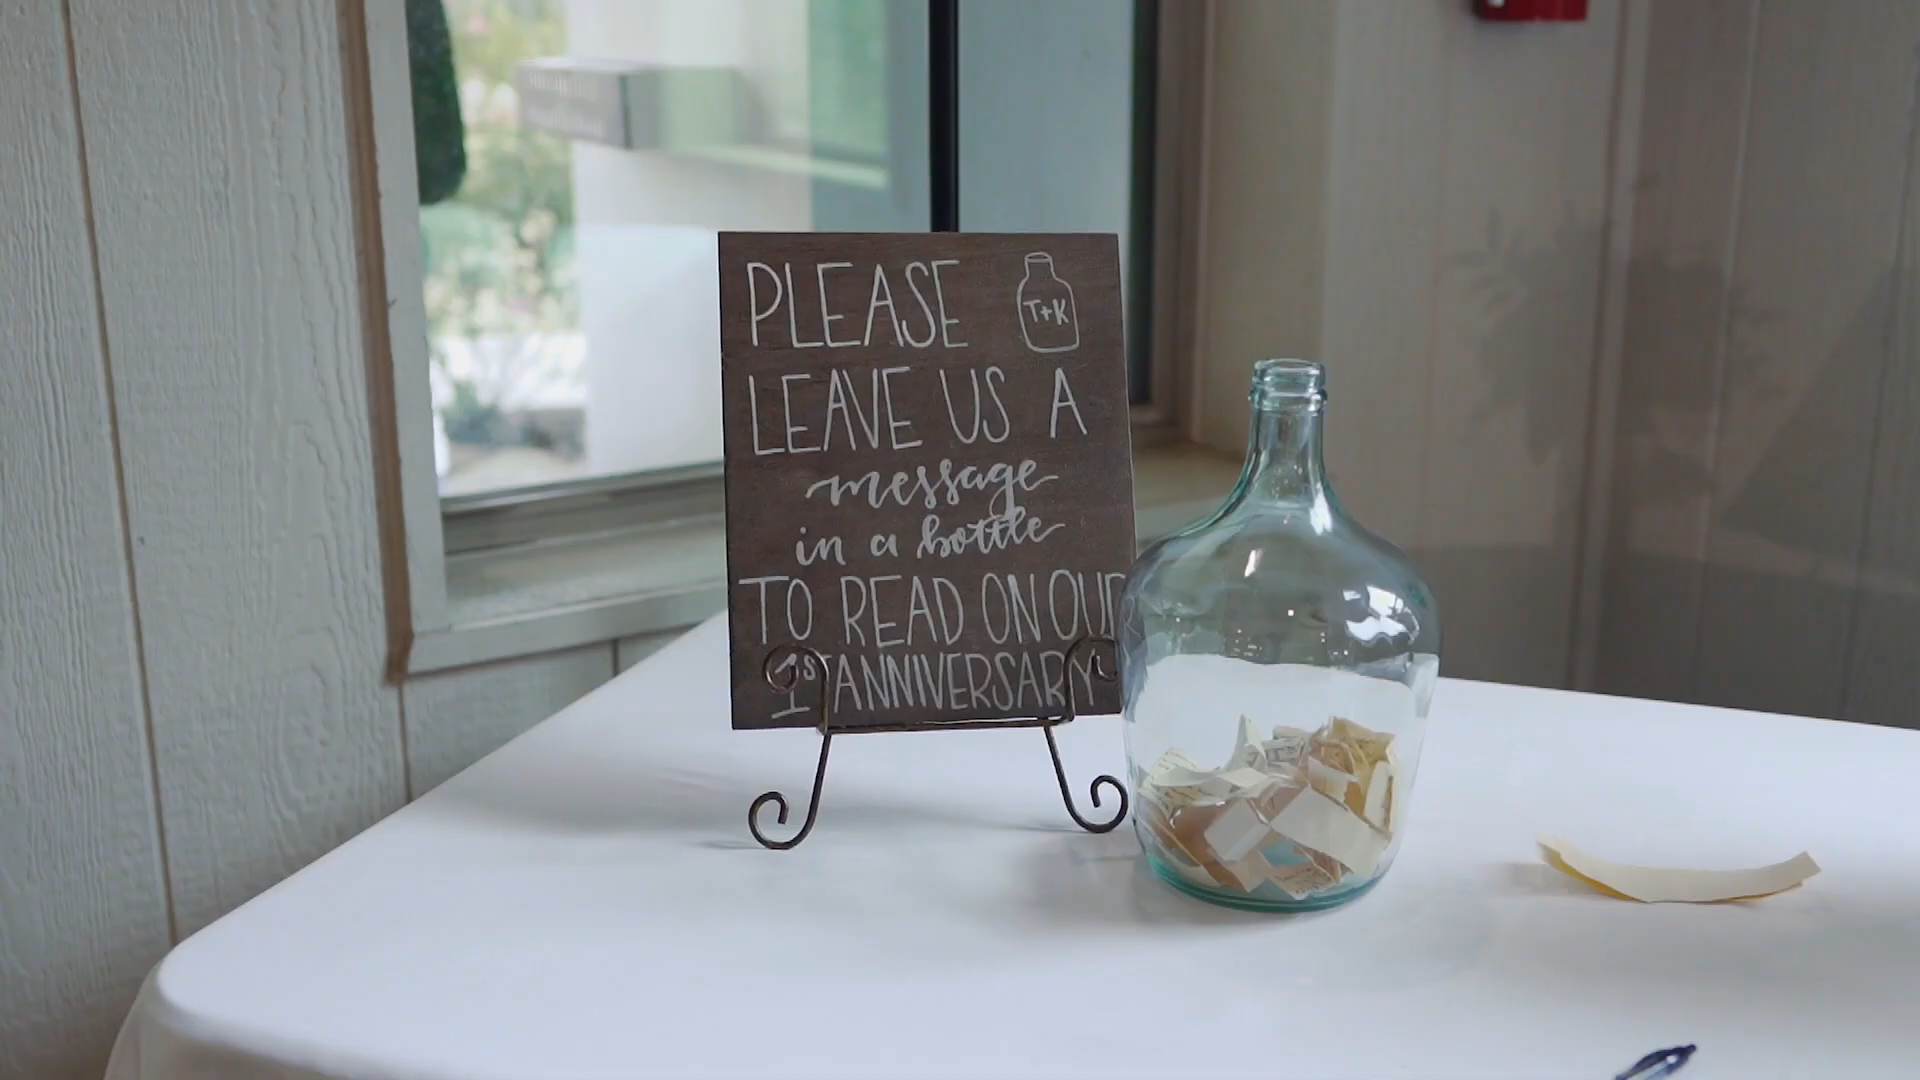 PLEASE
T+K
LEAVE US A
message
in a bottle
TO READ ON OUR
1ST ANNIVERSARY